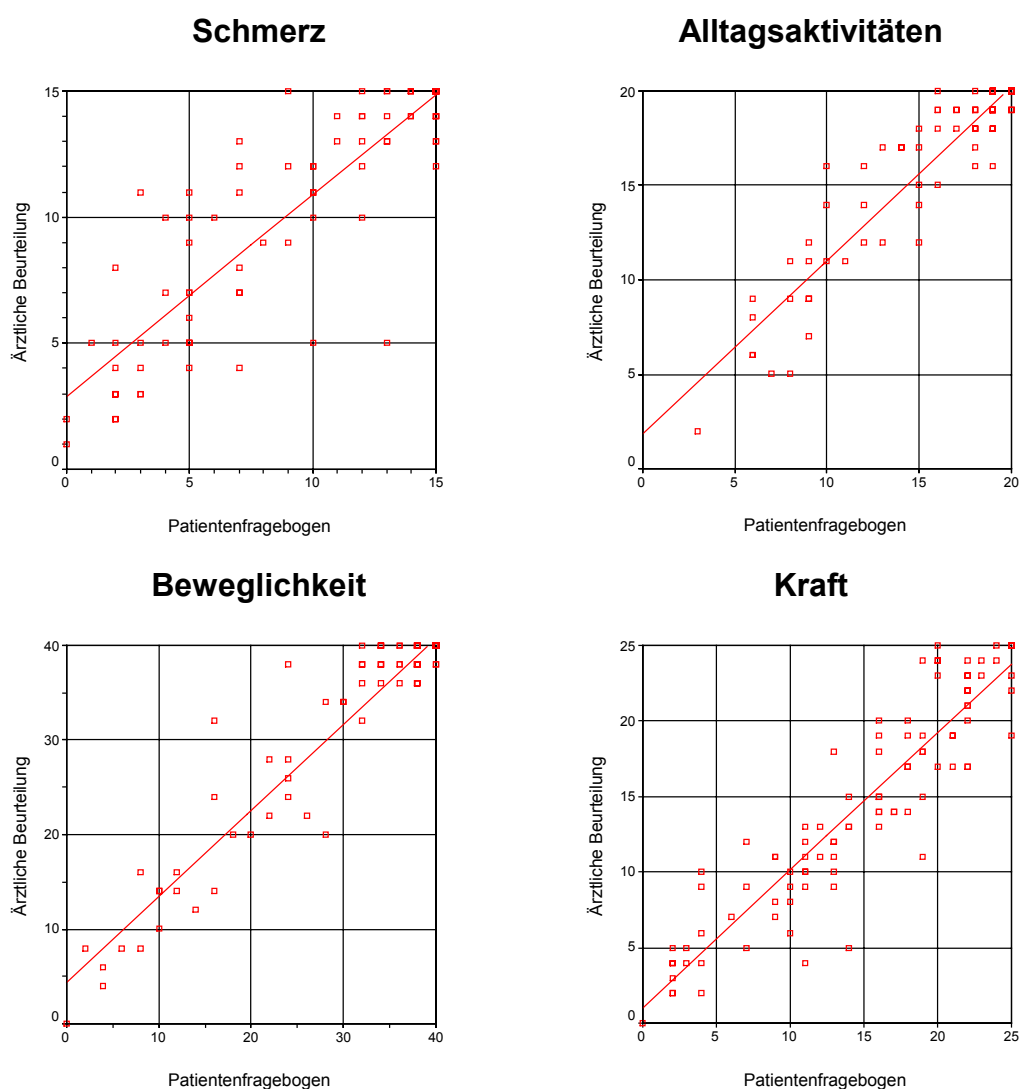 Schmerz
15
10
5
0
0 5 10 15
Ärztliche Beurteilung
Patientenfragebogen
Alltagsaktivitäten
20
15
10
5
0
0 5 10 15 20
Ärztliche Beurteilung
Patientenfragebogen
Beweglichkeit
40
30
20
10
0
0 10 20 30 40
Ärztliche Beurteilung
Patientenfragebogen
Kraft
25
20
15
10
5
0
0 5 10 15 20 25
Ärztliche Beurteilung
Patientenfragebogen